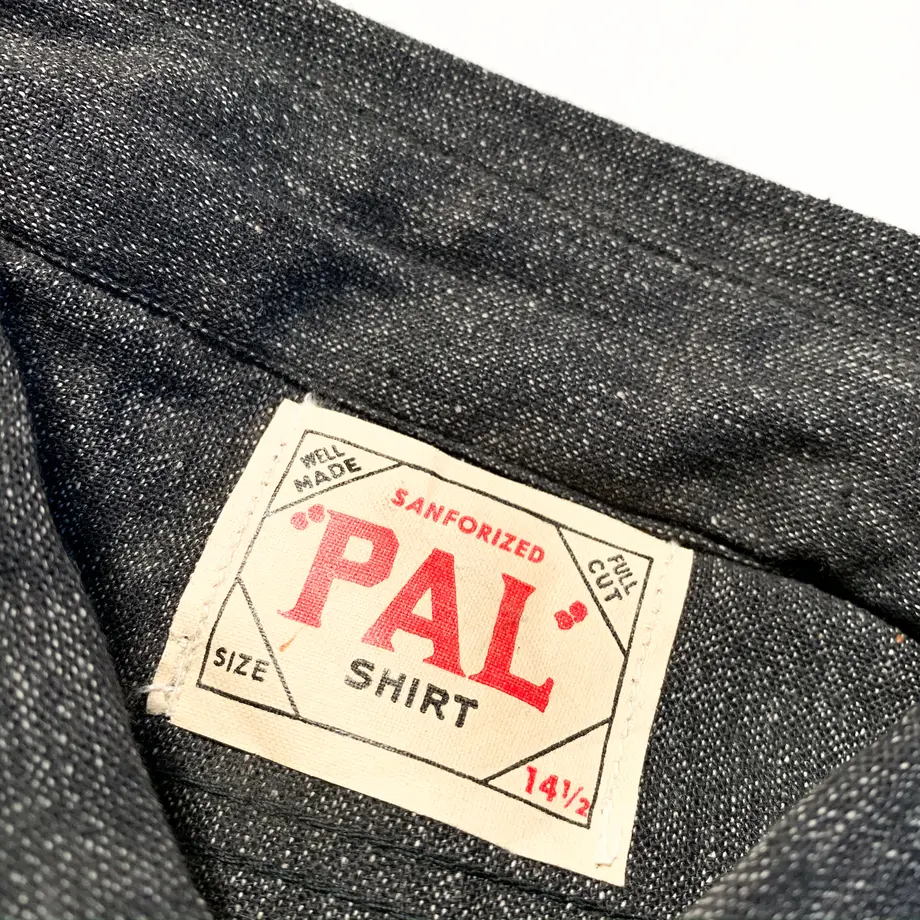 WELL
MADE
SANFORIZED
FULL
CUT
"PAL"
SHIRT
SIZE
14½